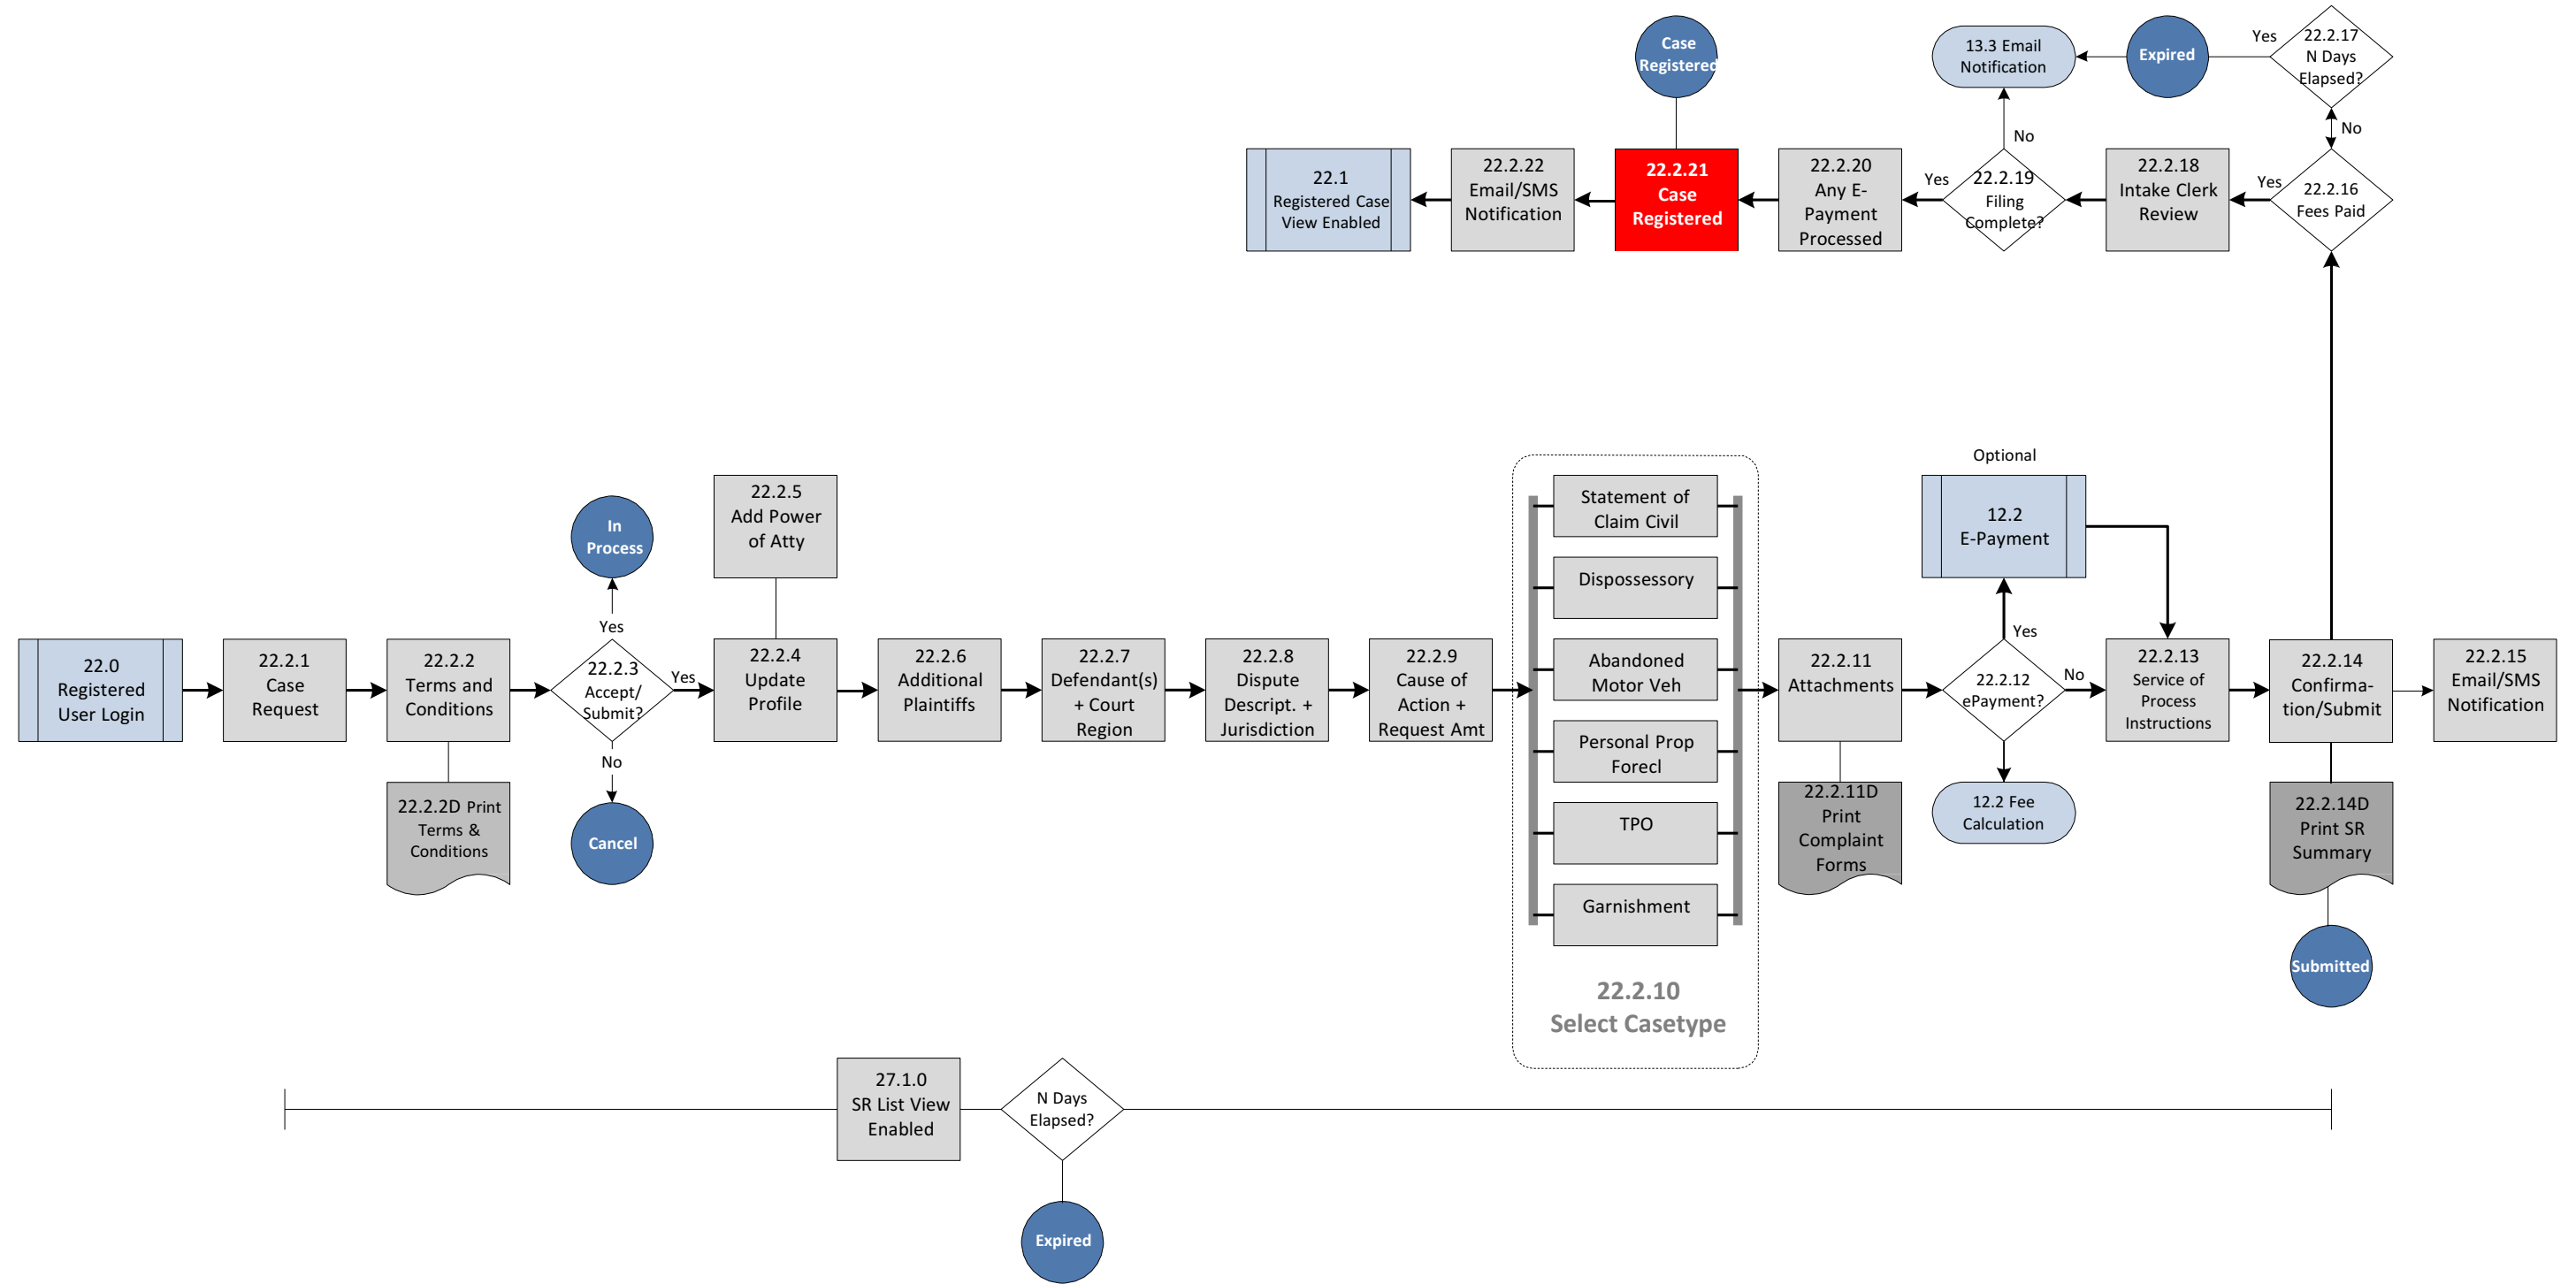 Case
Registered
13.3 Email
Notification
Expired
Yes
22.2.17
N Days
Elapsed?
No
22.1
Registered Case
View Enabled
22.2.22
Email/SMS
Notification
22.2.21
Case
Registered
22.2.20
Any E-
Payment
Processed
Yes
No
22.2.19
Filing
Complete?
22.2.18
Intake Clerk
Review
Yes
22.2.16
Fees Paid
In
Process
22.2.5
Add Power
of Atty
Statement of
Claim Civil
Dispossessory
Abandoned
Motor Veh
Personal Prop
Forecl
TPO
Garnishment
22.2.10
Select Casetype
Optional
12.2
E-Payment
22.0
Registered
User Login
22.2.1
Case
Request
22.2.2
Terms and
Conditions
Yes
22.2.3
Accept/
Submit?
Yes
No
22.2.4
Update
Profile
22.2.6
Additional
Plaintiffs
22.2.7
Defendant(s)
+ Court
Region
22.2.8
Dispute
Descript. +
Jurisdiction
22.2.9
Cause of
Action +
Request Amt
22.2.11
Attachments
Yes
22.2.12
ePayment?
No
22.2.13
Service of
Process
Instructions
22.2.14
Confirma-
tion/Submit
22.2.15
Email/SMS
Notification
22.2.2D Print
Terms &
Conditions
Cancel
22.2.11D
Print
Complaint
Forms
12.2 Fee
Calculation
22.2.14D
Print SR
Summary
Submitted
27.1.0
SR List View
Enabled
N Days
Elapsed?
Expired